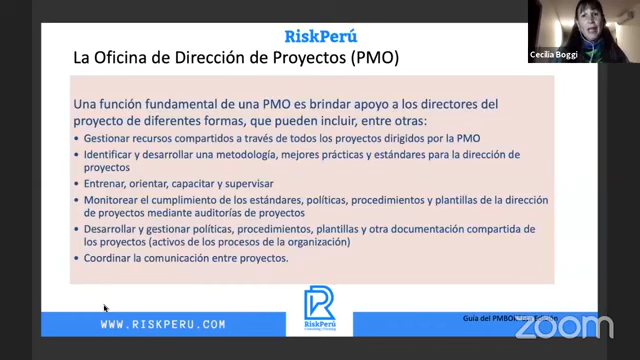 RiskPerú
La Oficina de Dirección de Proyectos (PMO)
Cecilia Boggi
Una función fundamental de una PMO es brindar apoyo a los directores del
proyecto de diferentes formas, que pueden incluir, entre otras:
• Gestionar recursos compartidos a través de todos los proyectos dirigidos por la PMO
• Identificar y desarrollar una metodología, mejores prácticas y estándares para la dirección de
proyectos
• Entrenar, orientar, capacitar y supervisar
• Monitorear el cumplimiento de los estándares, políticas, procedimientos y plantillas de la dirección
de proyectos mediante auditorías de proyectos
• Desarrollar y gestionar políticas, procedimientos, plantillas y otra documentación compartida de
los proyectos (activos de los procesos de la organización)
• Coordinar la comunicación entre proyectos.
WWW.RISKPERU.COM
RiskPerú
Guía del
Edición
zoom